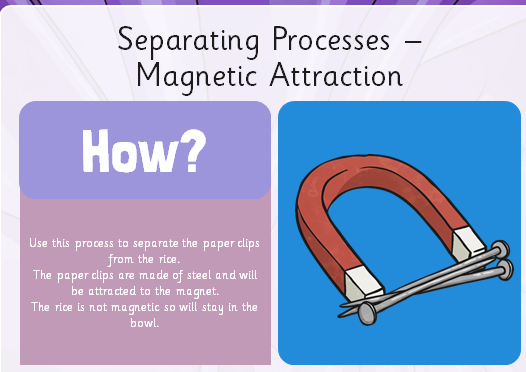 Separating Processes –
Magnetic Attraction
How?
Use this process to separate the paper clips
from the rice.
The paper clips are made of steel and will
be attracted to the magnet.
The rice is not magnetic so will stay in the
bowl.